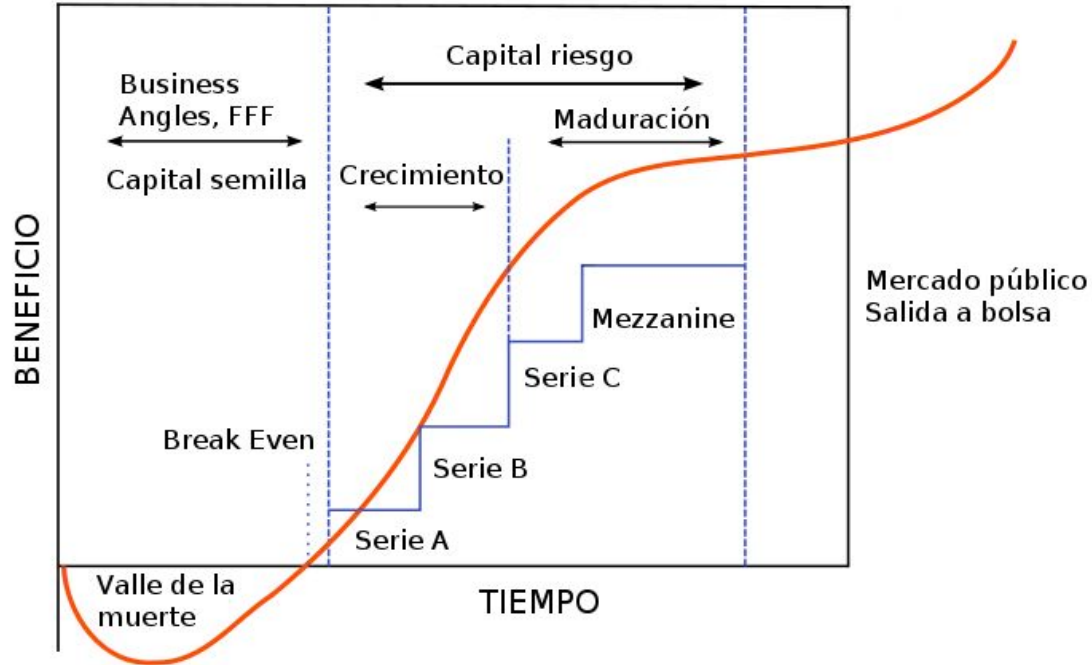 Capital riesgo
Business
Angles, FFF
Maduración
Capital semilla
Crecimiento
BENEFICIO
Mercado público
Salida a bolsa
Mezzanine
Serie C
Break Even
Serie B
Serie A
Valle de la
muerte
TIEMPO